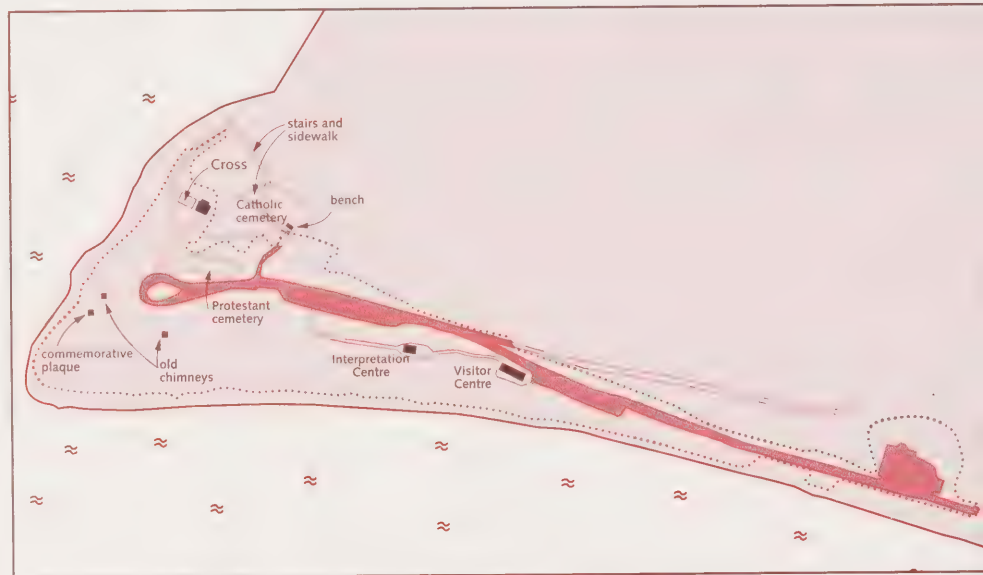 stairs and
sidewalk
Cross
Catholic
cemetery
bench
Protestant
cemetery
commemorative
plaque
old
chimneys
Interpretation
Centre
Visitor
Centre